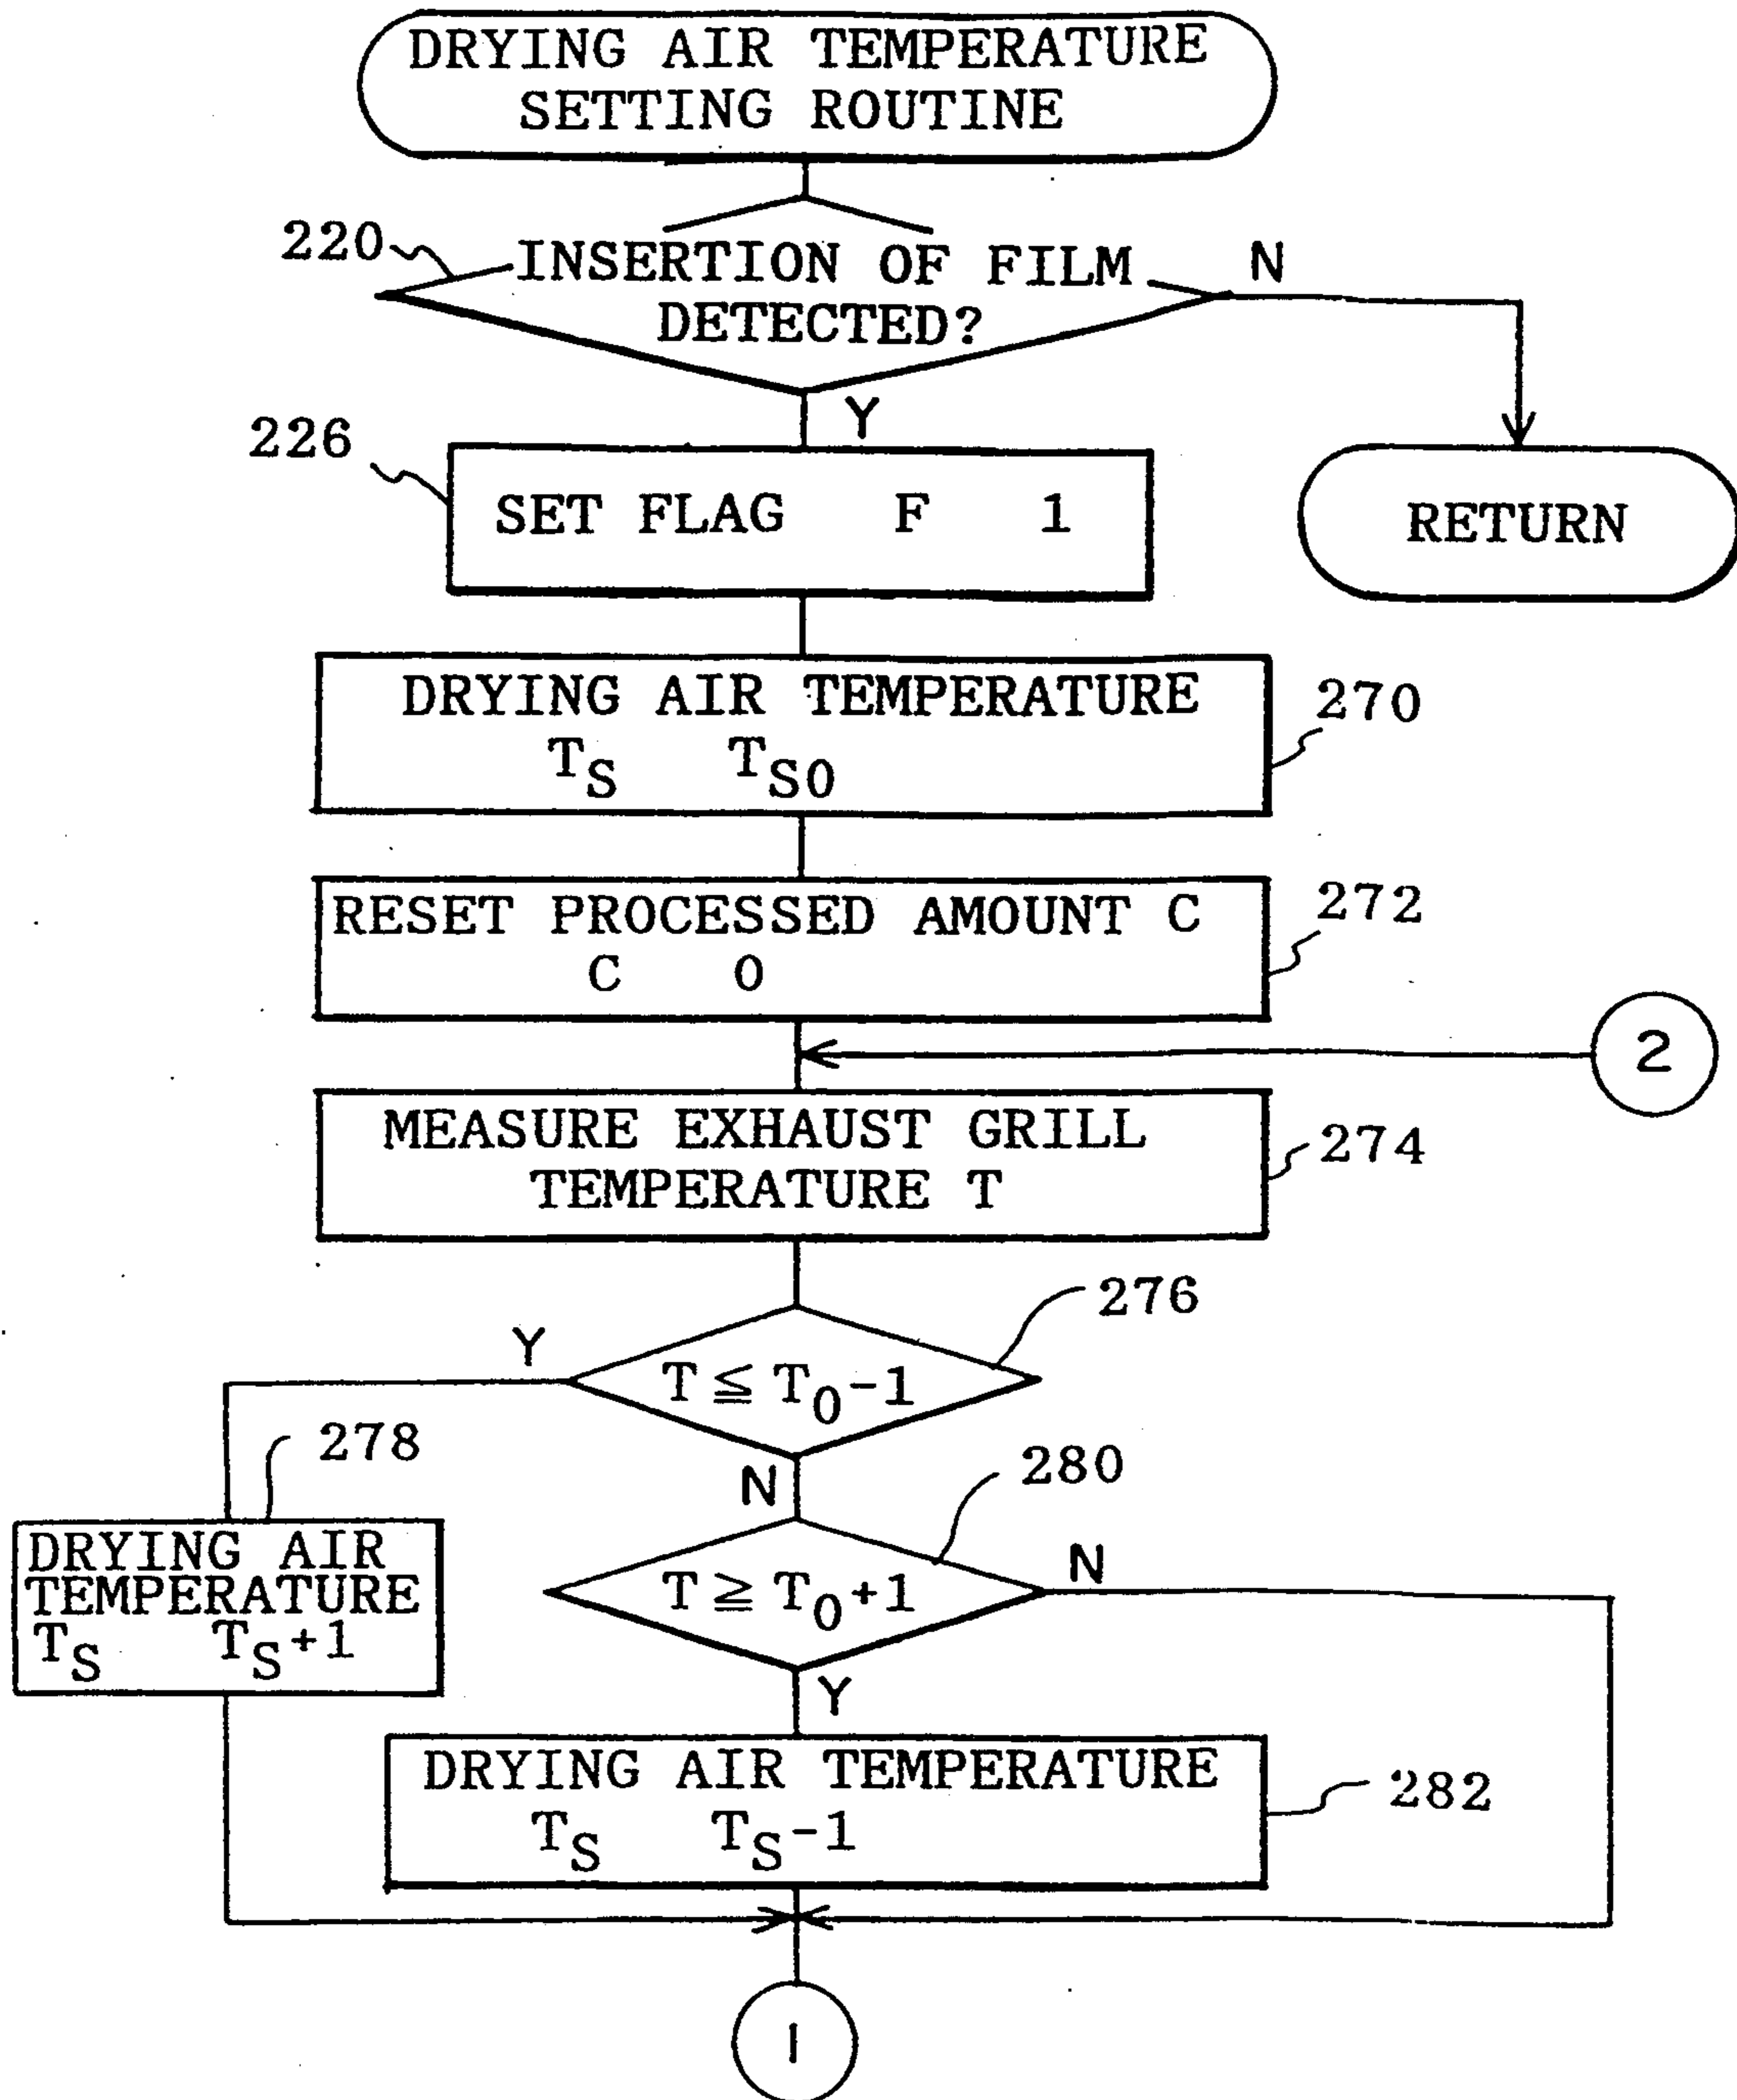 DRYING AIR TEMPERATURE
SETTING ROUTINE
220
INSERTION OF FILM
DETECTED?
N
Y
226
SET FLAG F 1
RETURN
DRYING AIR TEMPERATURE
TS TS0
270
RESET PROCESSED AMOUNT C
C 0
272
2
MEASURE EXHAUST GRILL
TEMPERATURE T
274
276
Y
T ≦ T0-1
278
N
280
DRYING AIR
TEMPERATURE
TS TS+1
T ≧ T0+1
N
Y
DRYING AIR TEMPERATURE
TS TS-1
282
1